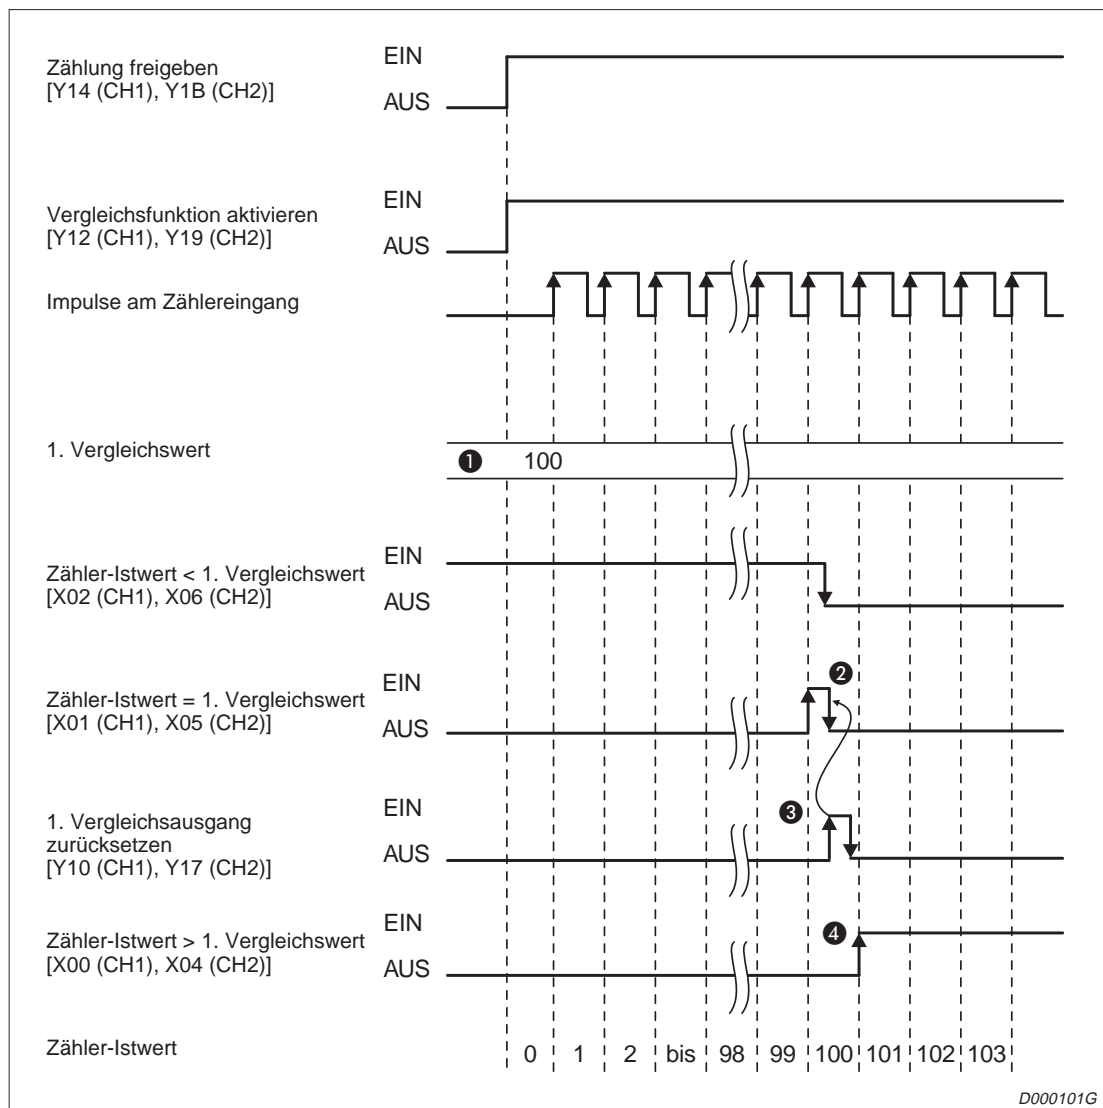 Zählung freigeben
[Y14 (CH1), Y1B (CH2)]
EIN
AUS
Vergleichsfunktion aktivieren
[Y12 (CH1), Y19 (CH2)]
EIN
AUS
Impulse am Zählereingang
1. Vergleichswert
❶ 100
Zähler-Istwert < 1. Vergleichswert
[X02 (CH1), X06 (CH2)]
EIN
AUS
Zähler-Istwert = 1. Vergleichswert
[X01 (CH1), X05 (CH2)]
EIN
AUS
❷
1. Vergleichsausgang
zurücksetzen
[Y10 (CH1), Y17 (CH2)]
EIN
AUS
❸
Zähler-Istwert > 1. Vergleichswert
[X00 (CH1), X04 (CH2)]
EIN
AUS
❹
Zähler-Istwert
0 1 2 bis 98 99 100 101 102 103
D000101G